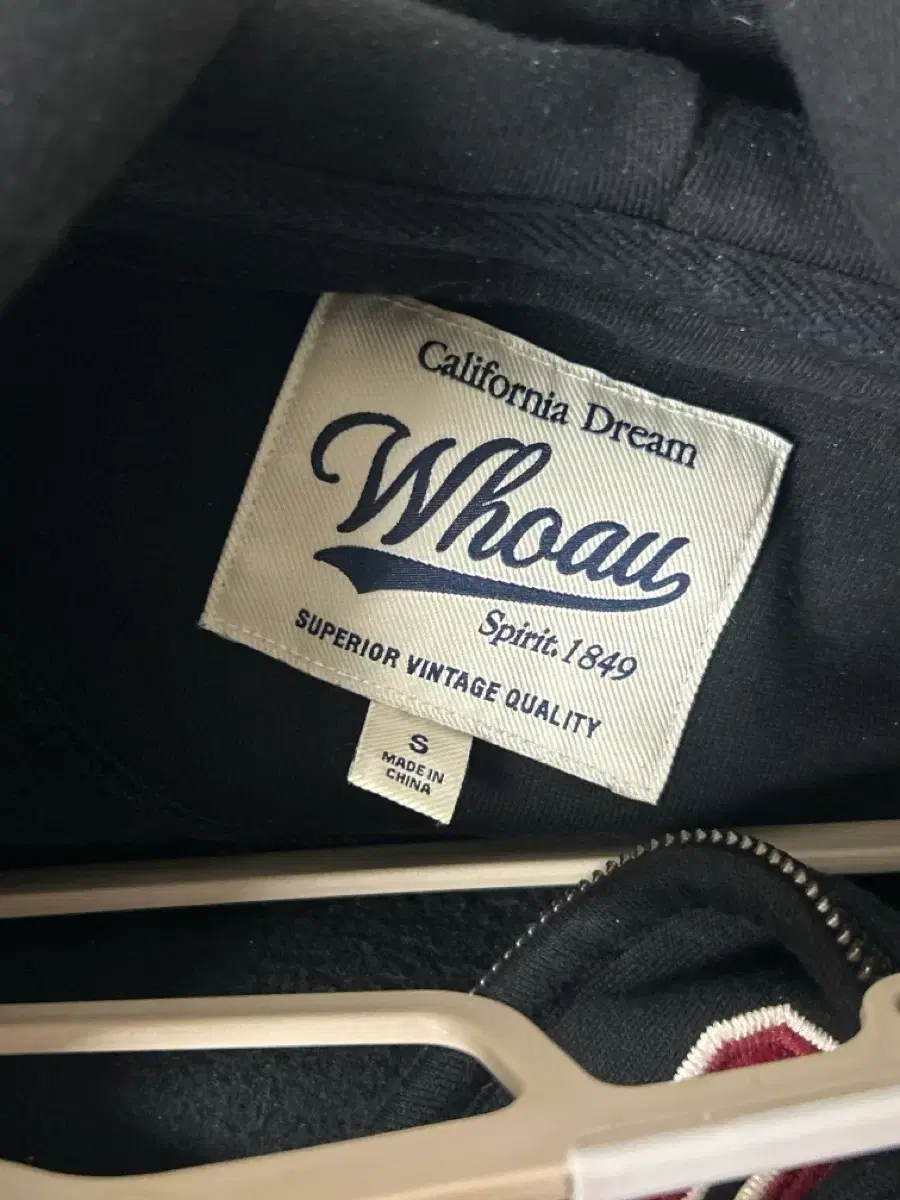 California Dream
Whoau
Spirit.1849
SUPERIOR VINTAGE QUALITY
S
MADE IN
CHINA